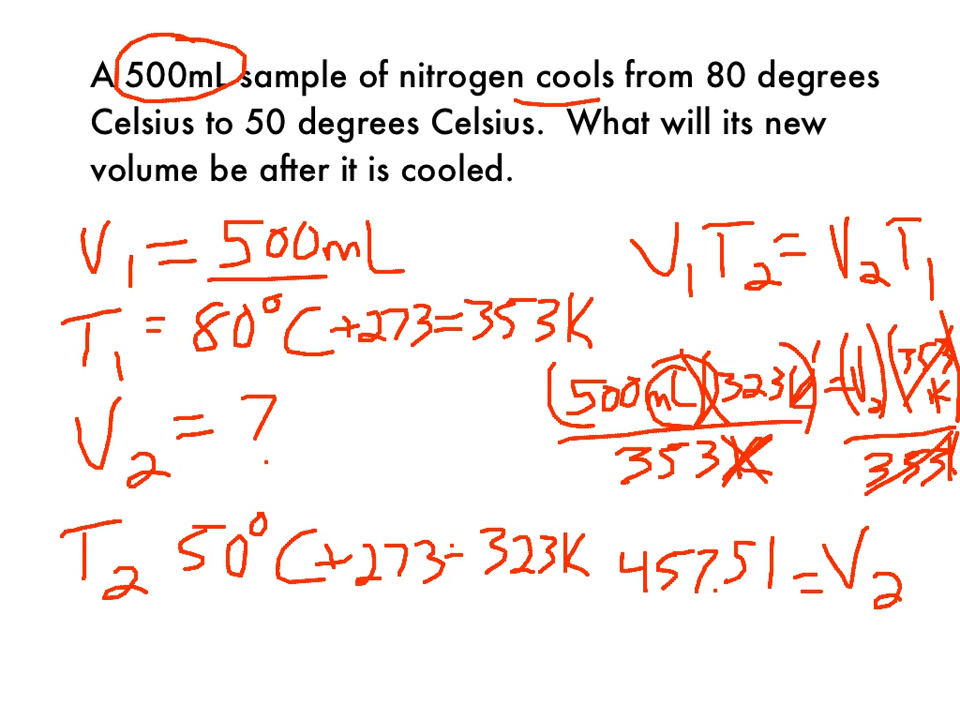 A 500mL sample of nitrogen cools from 80 degrees
Celsius to 50 degrees Celsius. What will its new
volume be after it is cooled.
V₁ = 500mL
T₁ = 80°C+273=353K
V₂ = ?
T₂ 50°C+273=323K
V₁T₂=V₂T₁
(500mL)(323K)=(V₂)(353K)
353K 353K
457.51=V₂